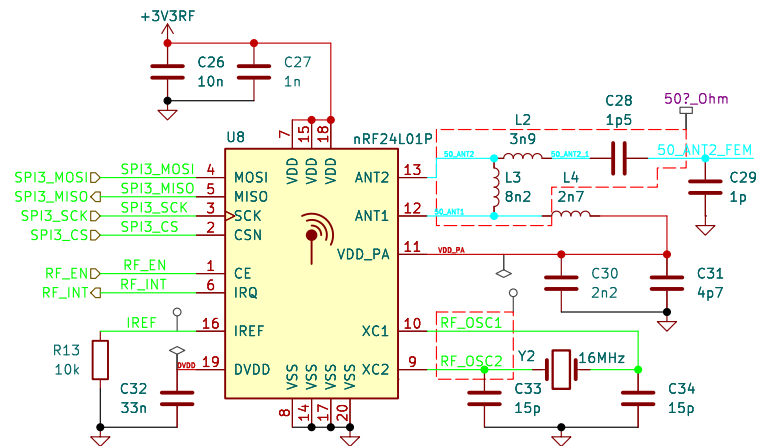 +3V3RF
C26
10n
C27
1n
50?_Ohm
U8
nRF24L01P
7
15
18
VDD
VDD
VDD
L2
3n9
C28
1p5
SPI3_MOSI
SPI3_MOSI
4
MOSI
ANT2
13
50_ANT2
50_ANT2_1
50_ANT2_FEM
SPI3_MISO
SPI3_MISO
5
MISO
L3
8n2
L4
2n7
C29
1p
SPI3_SCK
SPI3_SCK
3
SCK
ANT1
12
50_ANT1
SPI3_CS
SPI3_CS
2
CSN
VDD_PA
11
VDD_PA
RF_EN
RF_EN
1
CE
C30
2n2
C31
4p7
RF_INT
RF_INT
6
IRQ
IREF
16
IREF
XC1
10
RF_OSC1
R13
10k
DVDD
19
DVDD
XC2
9
RF_OSC2
Y2
16MHz
C32
33n
VSS
VSS
VSS
VSS
8
14
17
20
C33
15p
C34
15p